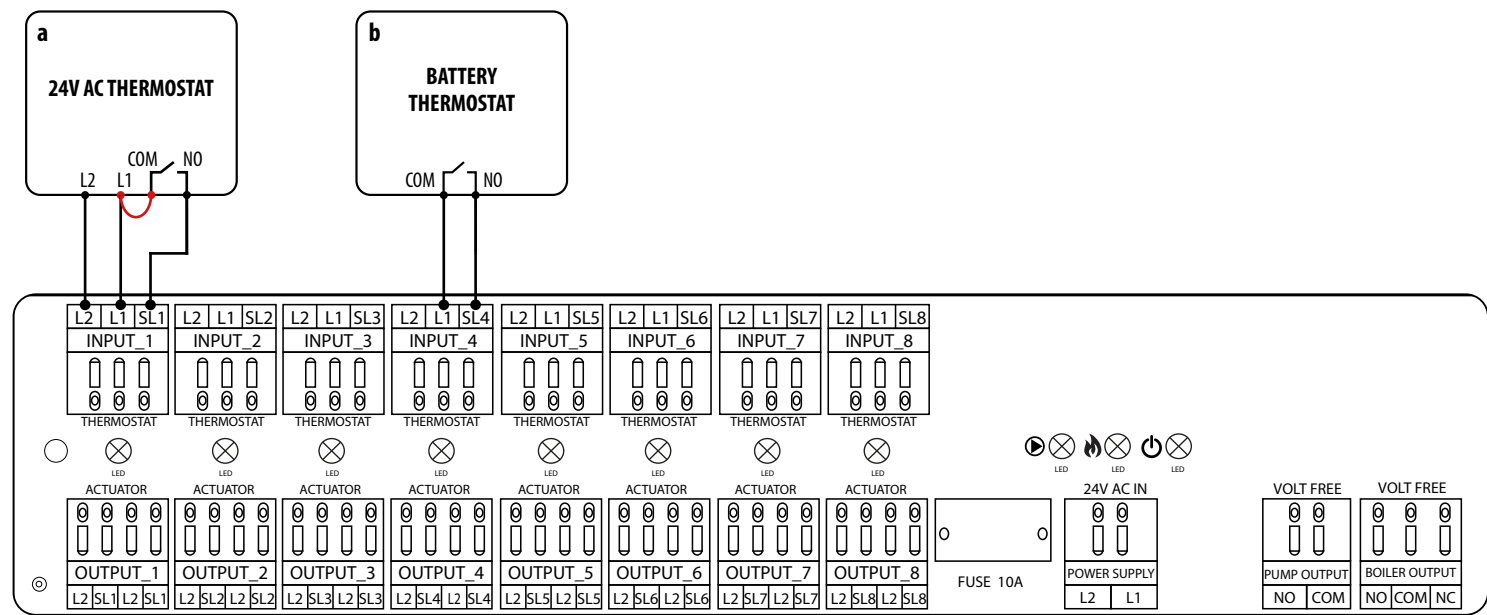 a
24V AC THERMOSTAT
COM NO
L2 L1
b
BATTERY
THERMOSTAT
COM NO
L2 L1 SL1 L2 L1 SL2 L2 L1 SL3 L2 L1 SL4 L2 L1 SL5 L2 L1 SL6 L2 L1 SL7 L2 L1 SL8
INPUT_1 INPUT_2 INPUT_3 INPUT_4 INPUT_5 INPUT_6 INPUT_7 INPUT_8
THERMOSTAT THERMOSTAT THERMOSTAT THERMOSTAT THERMOSTAT THERMOSTAT THERMOSTAT THERMOSTAT
LED LED LED LED LED LED LED LED LED LED LED
ACTUATOR ACTUATOR ACTUATOR ACTUATOR ACTUATOR ACTUATOR ACTUATOR ACTUATOR 24V AC IN VOLT FREE VOLT FREE
OUTPUT_1 OUTPUT_2 OUTPUT_3 OUTPUT_4 OUTPUT_5 OUTPUT_6 OUTPUT_7 OUTPUT_8 FUSE 10A POWER SUPPLY PUMP OUTPUT BOILER OUTPUT
L2 SL1 L2 SL1 L2 SL2 L2 SL2 L2 SL3 L2 SL3 L2 SL4 L2 SL4 L2 SL5 L2 SL5 L2 SL6 L2 SL6 L2 SL7 L2 SL7 L2 SL8 L2 SL8 L2 L1 NO COM NO COM NC